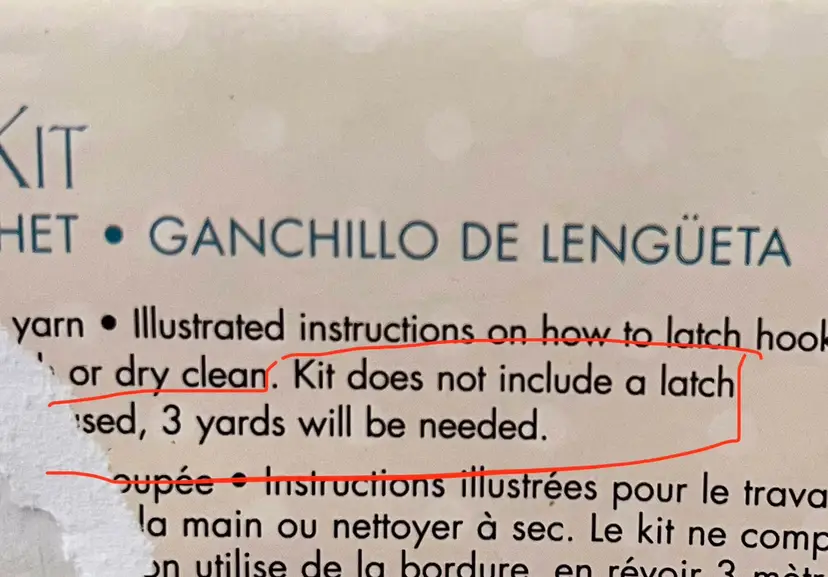 KIT
HET • GANCHILLO DE LENGÜETA
yarn • Illustrated instructions on how to latch hook
or dry clean. Kit does not include a latch
sed, 3 yards will be needed.
oupée • Instructions illustrées pour le trava
la main ou nettoyer à sec. Le kit ne comp
on utilise de la bordure, en révoir 3 mètr